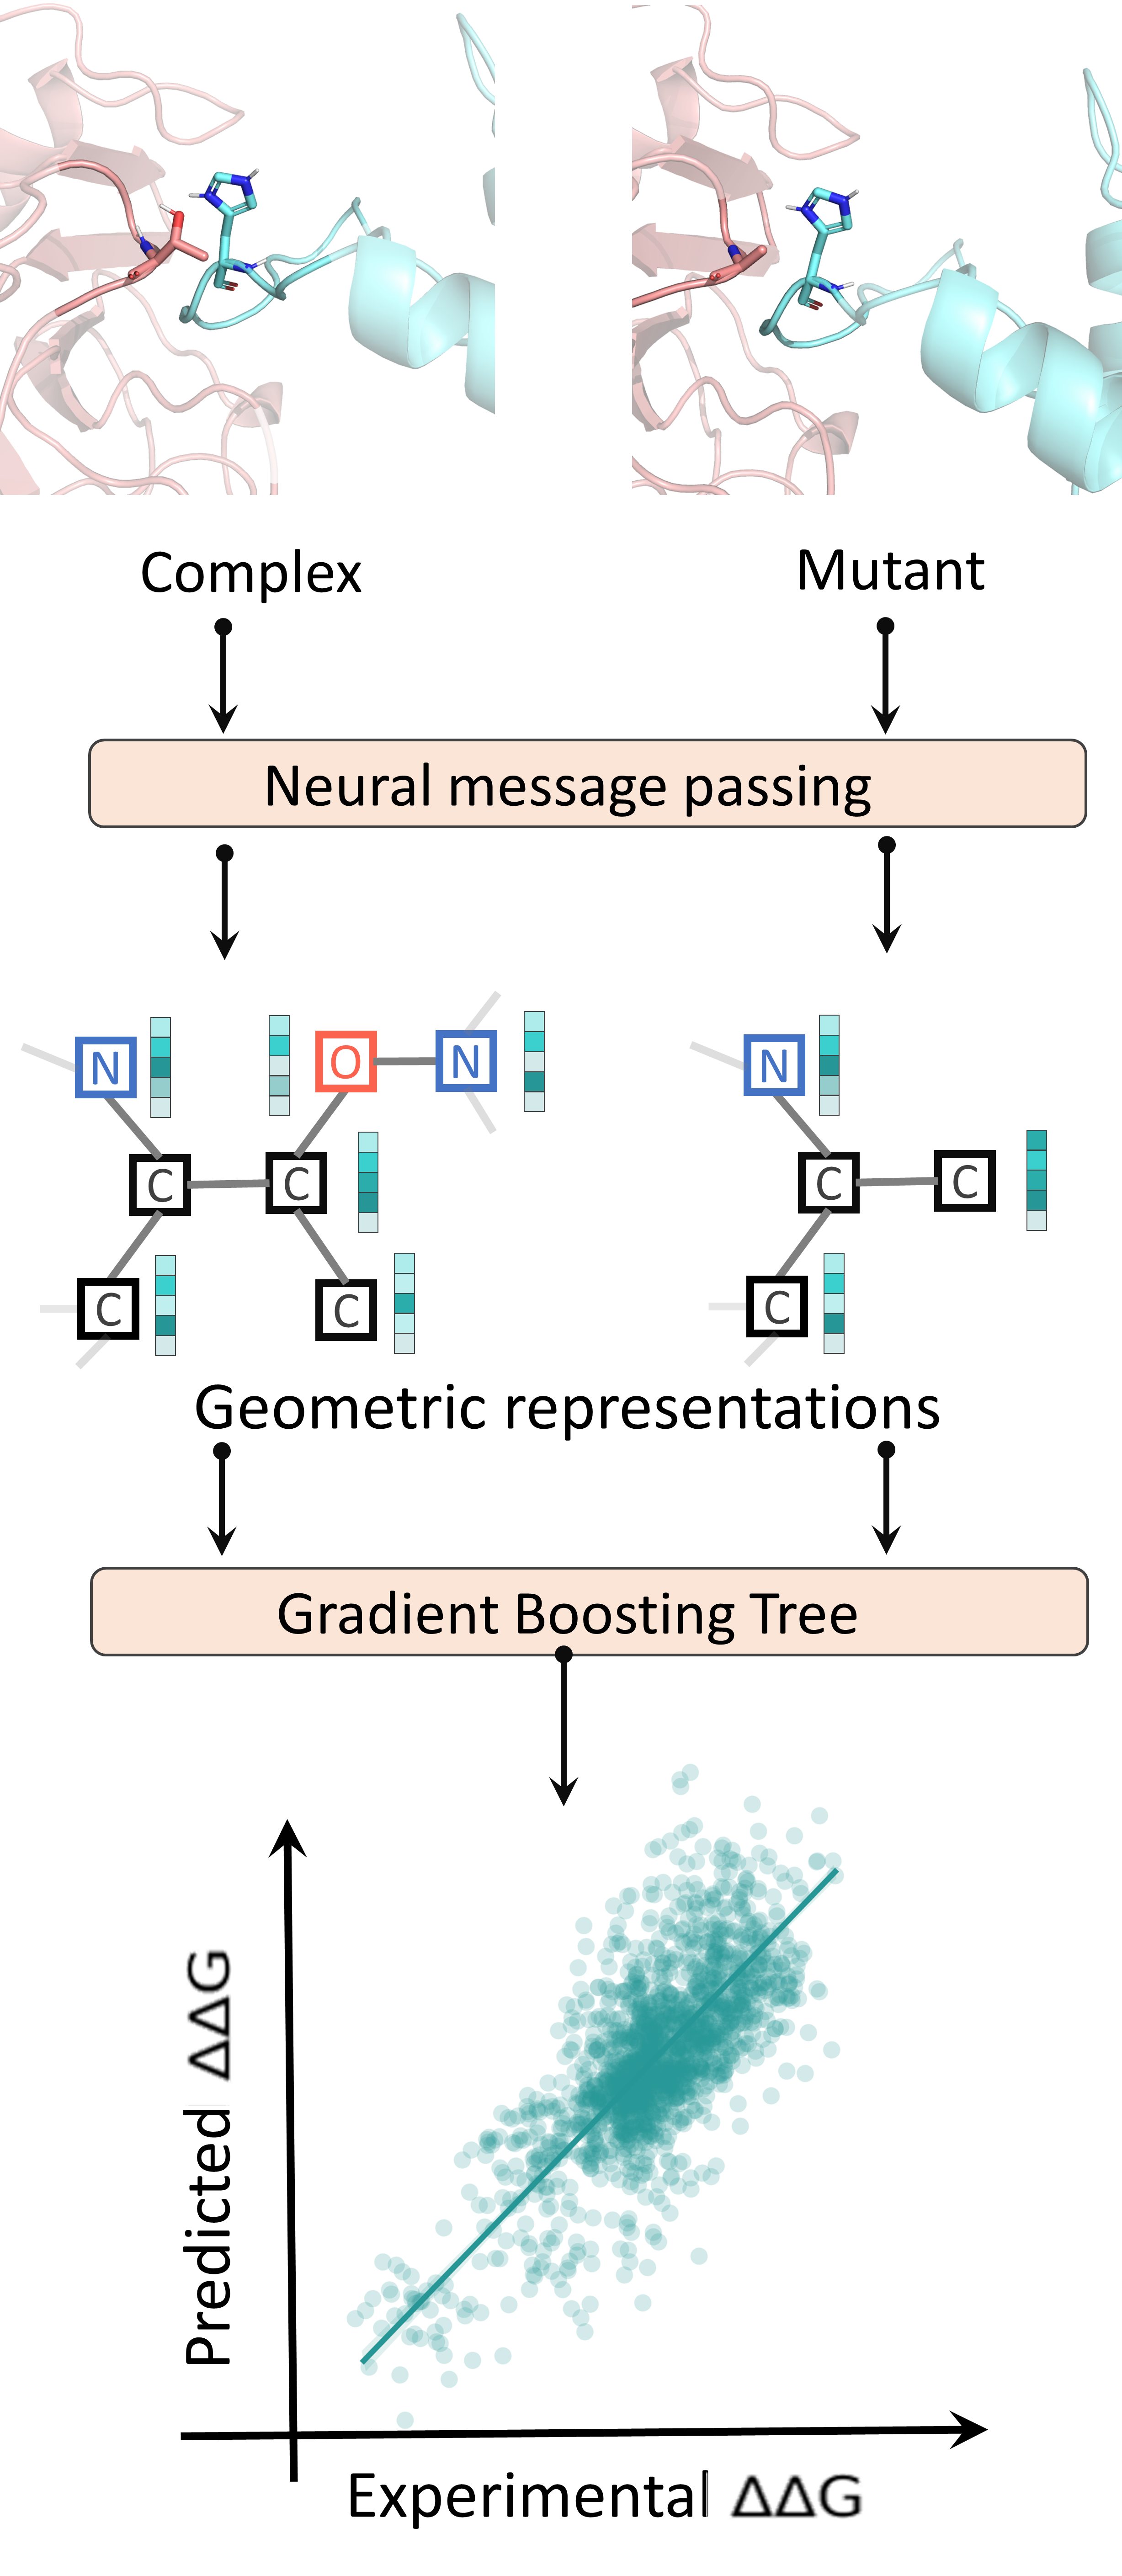 Complex
Mutant
Neural message passing
N
O
N
N
C
C
C
C
C
C
C
Geometric representations
Gradient Boosting Tree
Predicted ΔΔG
Experimental ΔΔG